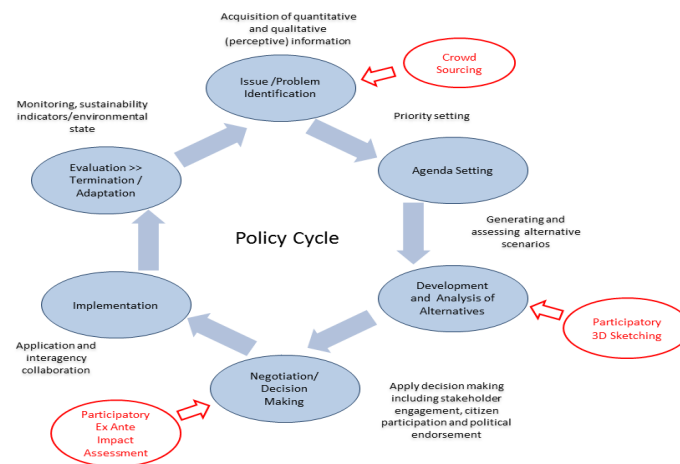 Acquisition of quantitative
and qualitative
(perceptive) information
Crowd
Sourcing
Issue /Problem
Identification
Monitoring, sustainability
indicators/environmental
state
Priority setting
Evaluation >>
Termination /
Adaptation
Agenda Setting
Policy Cycle
Generating and
assessing alternative
scenarios
Implementation
Development
and Analysis of
Alternatives
Participatory
3D Sketching
Application and
interagency
collaboration
Negotiation/
Decision
Making
Apply decision making
including stakeholder
engagement, citizen
participation and political
endorsement
Participatory
Ex Ante
Impact
Assessment